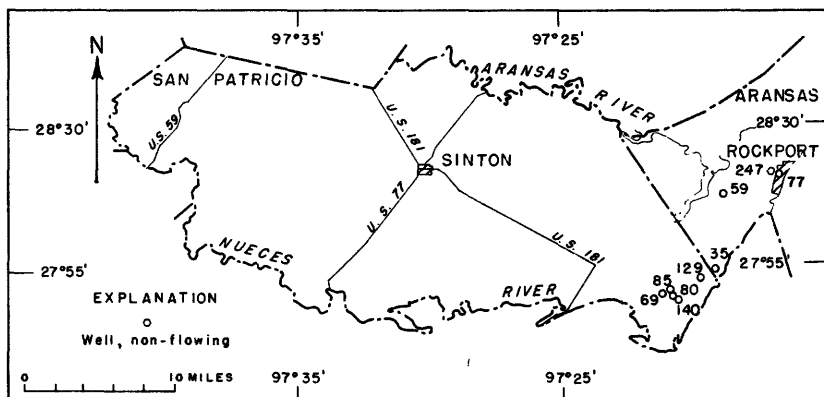 97°35' 97°25'
N
SAN PATRICIO
ARANSAS
RIVER
ARANSAS
28°30'
28°30'
U.S. 59
U.S. 181
ROCKPORT
SINTON
247
77
59
U.S. 77
U.S. 181
NUECES
RIVER
35
27°55'
27°55'
129
85
80
69
140
EXPLANATION
Well, non-flowing
0 10 MILES
97°35' 97°25'